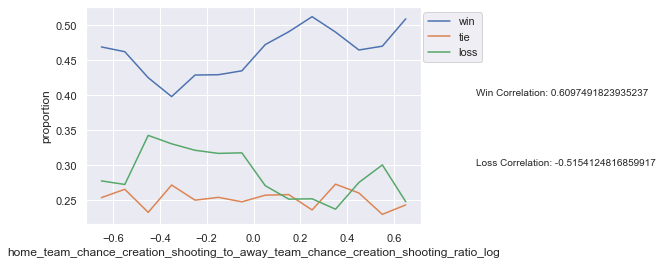 0.50
0.45
0.40
0.35
0.30
0.25
proportion
−0.6 −0.4 −0.2 0.0 0.2 0.4 0.6
home_team_chance_creation_shooting_to_away_team_chance_creation_shooting_ratio_log
win
tie
loss
Win Correlation: 0.6097491823935237
Loss Correlation: -0.5154124816859917